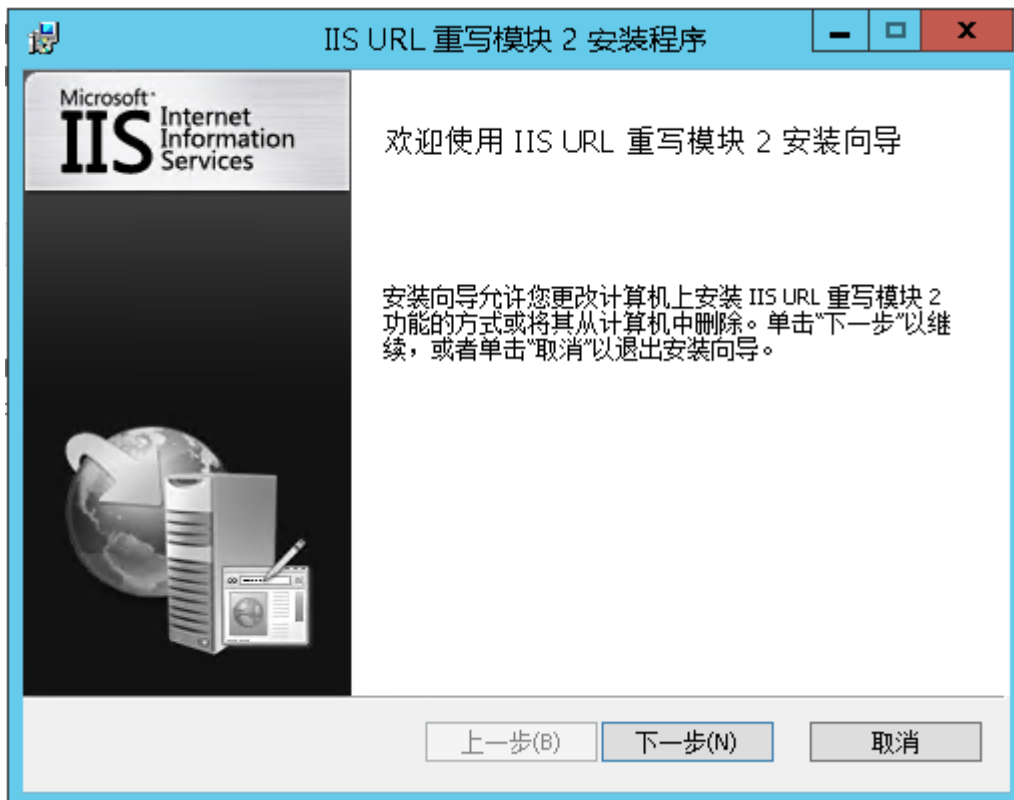 IIS URL 重写模块 2 安装程序
Microsoft
IIS Internet
Information
Services
欢迎使用 IIS URL 重写模块 2 安装向导
安装向导允许您更改计算机上安装 IIS URL 重写模块 2
功能的方式或将其从计算机中删除。单击"下一步"以继
续，或者单击"取消"以退出安装向导。
上一步(B)
下一步(N)
取消